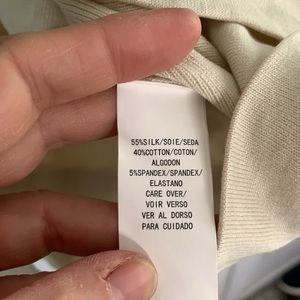 55%SILK/SOIE/SEDA
40%COTTON/COTON/
ALGODON
5%SPANDEX/SPANDEX/
ELASTANO
CARE OVER/
VOIR VERSO
VER AL DORSO
PARA CUIDADO